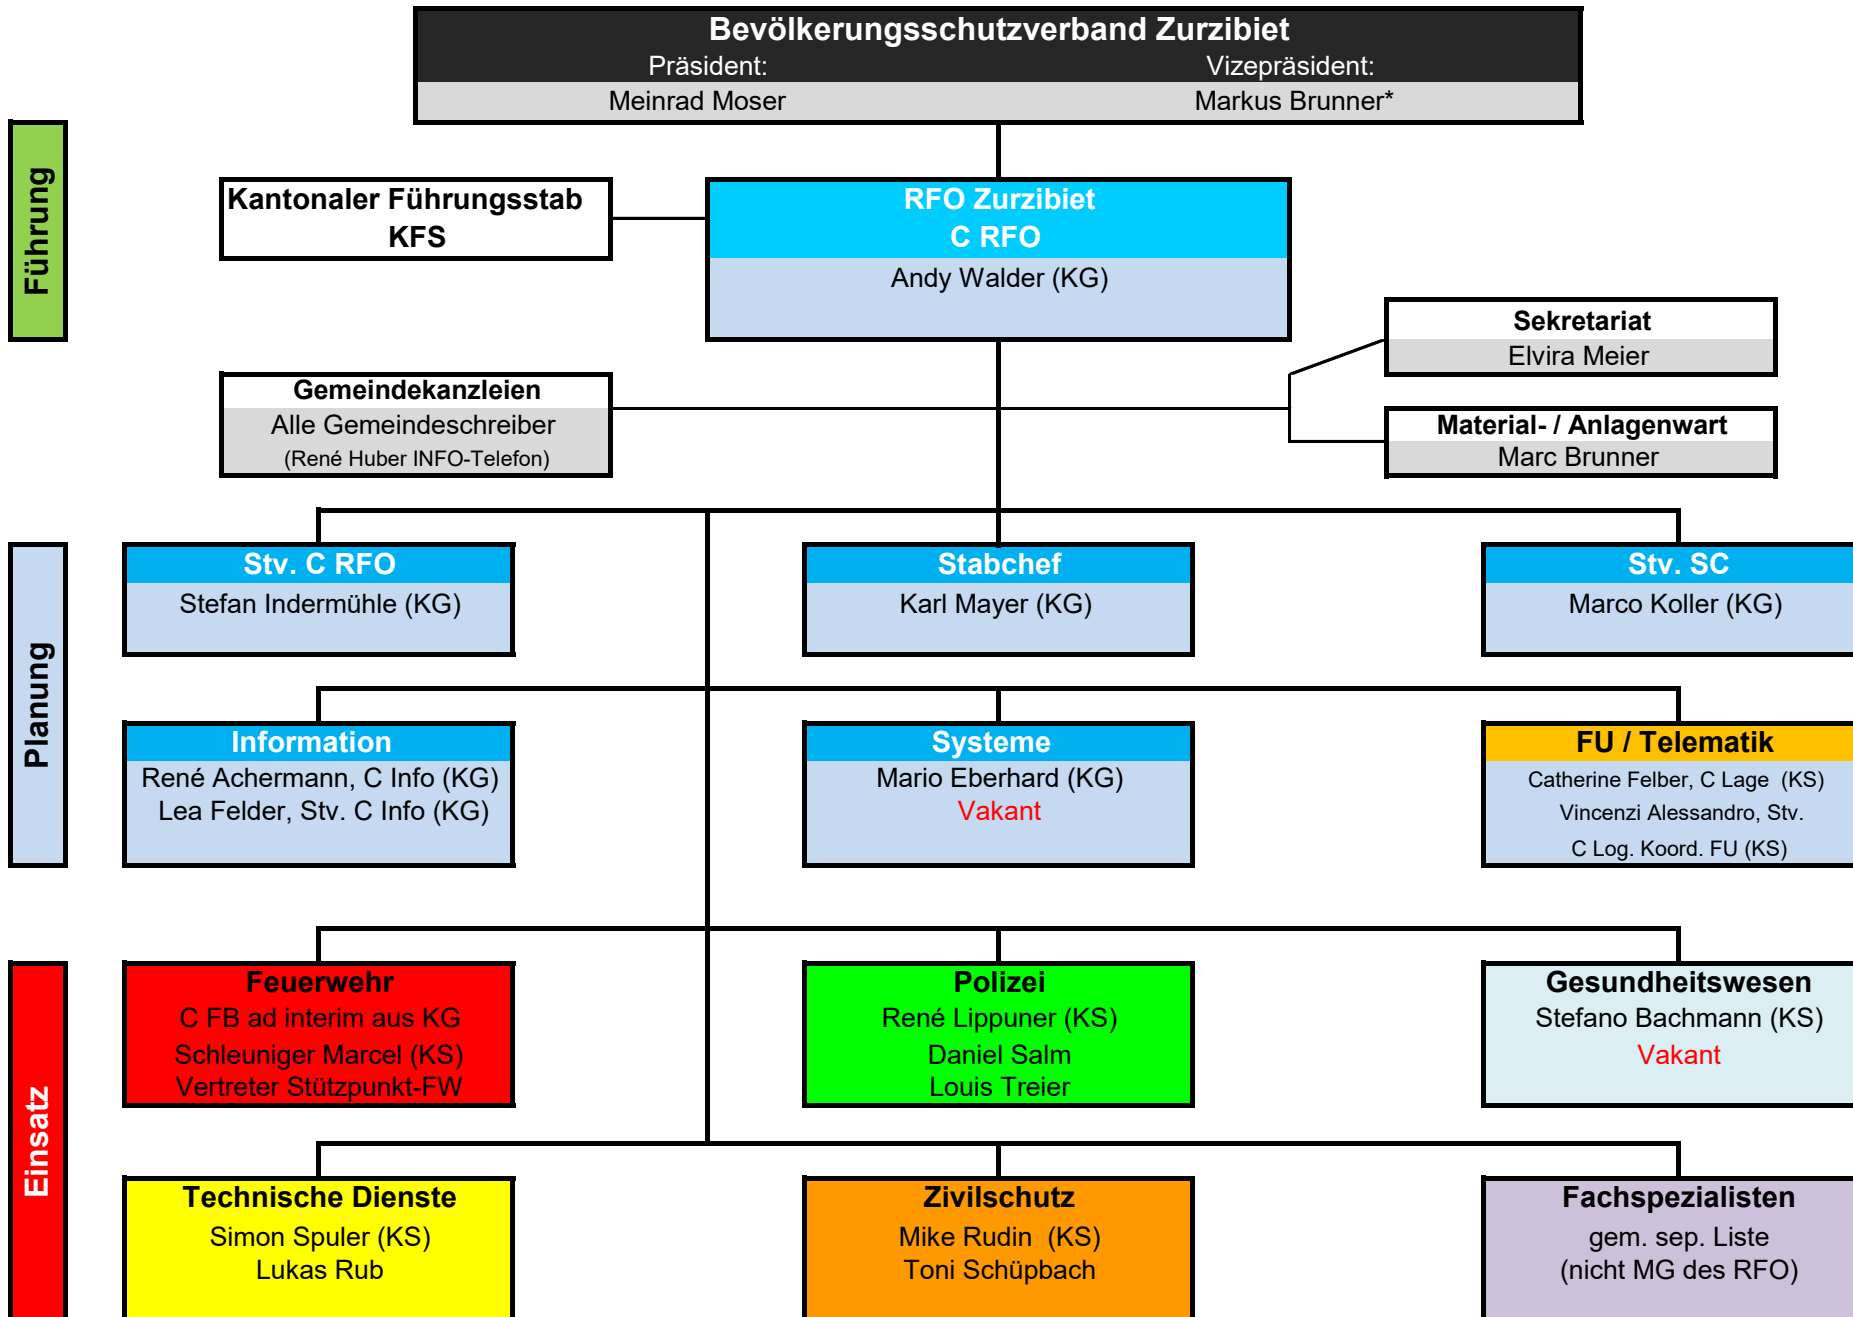 Bevölkerungsschutzverband Zurzibiet
Präsident: Vizepräsident:
Meinrad Moser Markus Brunner*
Führung
Kantonaler Führungsstab
KFS
RFO Zurzibiet
C RFO
Andy Walder (KG)
Sekretariat
Elvira Meier
Gemeindekanzleien
Alle Gemeindeschreiber
(René Huber INFO-Telefon)
Material- / Anlagenwart
Marc Brunner
Planung
Stv. C RFO
Stefan Indermühle (KG)
Stabchef
Karl Mayer (KG)
Stv. SC
Marco Koller (KG)
Information
René Achermann, C Info (KG)
Lea Felder, Stv. C Info (KG)
Systeme
Mario Eberhard (KG)
Vakant
FU / Telematik
Catherine Felber, C Lage (KS)
Vincenzi Alessandro, Stv.
C Log. Koord. FU (KS)
Einsatz
Feuerwehr
C FB ad interim aus KG
Schleuniger Marcel (KS)
Vertreter Stützpunkt-FW
Polizei
René Lippuner (KS)
Daniel Salm
Louis Treier
Gesundheitswesen
Stefano Bachmann (KS)
Vakant
Technische Dienste
Simon Spuler (KS)
Lukas Rub
Zivilschutz
Mike Rudin (KS)
Toni Schüpbach
Fachspezialisten
gem. sep. Liste
(nicht MG des RFO)